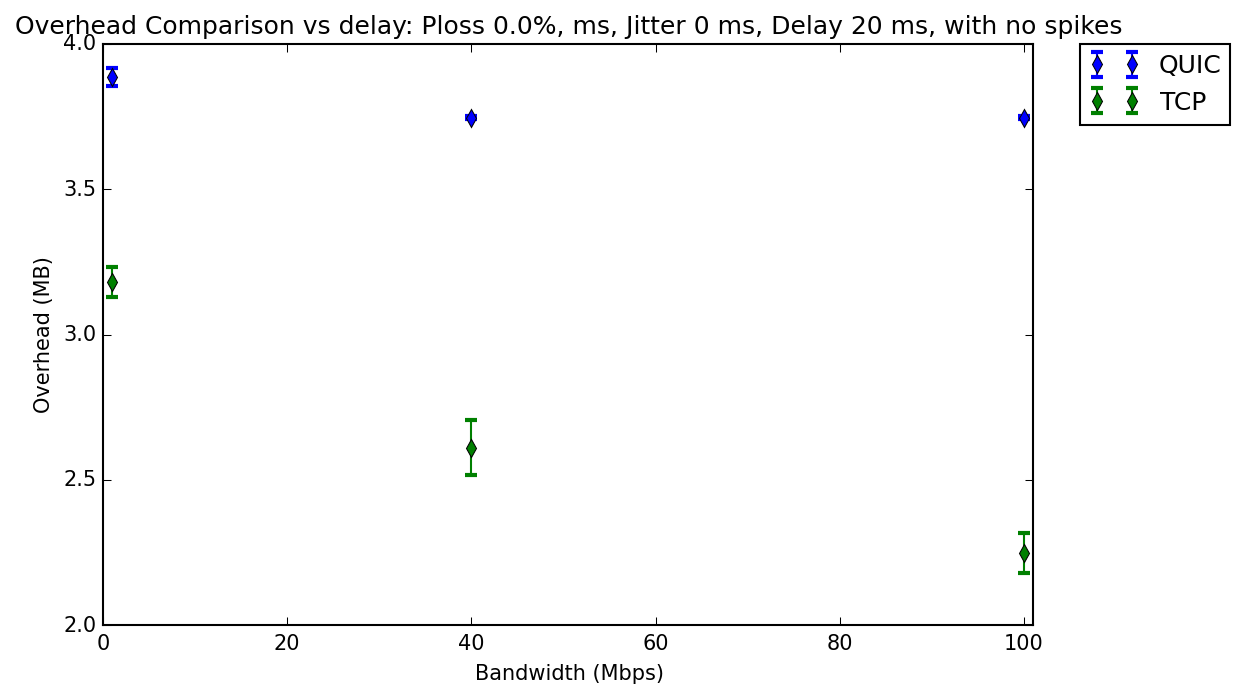 Overhead Comparison vs delay: Ploss 0.0%, ms, Jitter 0 ms, Delay 20 ms, with no spikes
QUIC
TCP
4.0
3.5
3.0
2.5
2.0
Overhead (MB)
0 20 40 60 80 100
Bandwidth (Mbps)